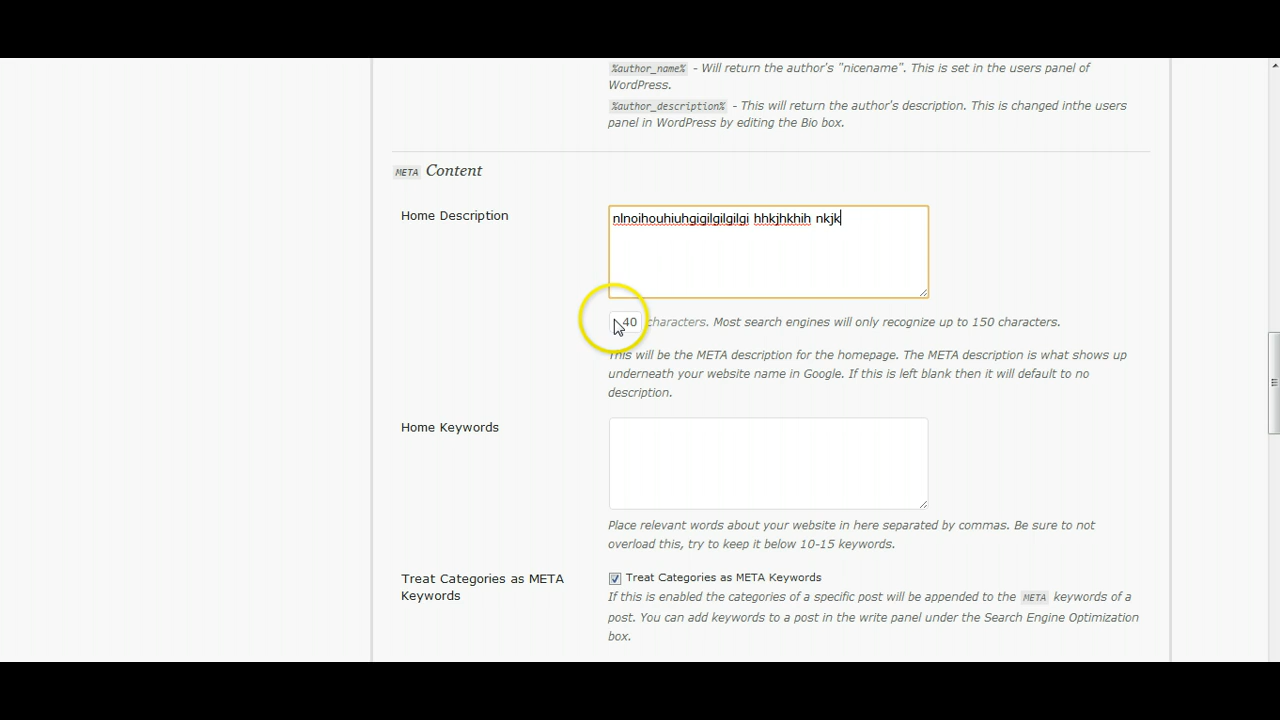 %author_name% - Will return the author's "nicename". This is set in the users panel of
WordPress.
%author_description% - This will return the author's description. This is changed inthe users
panel in WordPress by editing the Bio box.
META Content
Home Description
nlnoihouhiuhgigilgilgilgi hhkjhkhih nkjk
40 characters. Most search engines will only recognize up to 150 characters.
This will be the META description for the homepage. The META description is what shows up
underneath your website name in Google. If this is left blank then it will default to no
description.
Home Keywords
Place relevant words about your website in here separated by commas. Be sure to not
overload this, try to keep it below 10-15 keywords.
Treat Categories as META
Keywords
Treat Categories as META Keywords
If this is enabled the categories of a specific post will be appended to the META keywords of a
post. You can add keywords to a post in the write panel under the Search Engine Optimization
box.